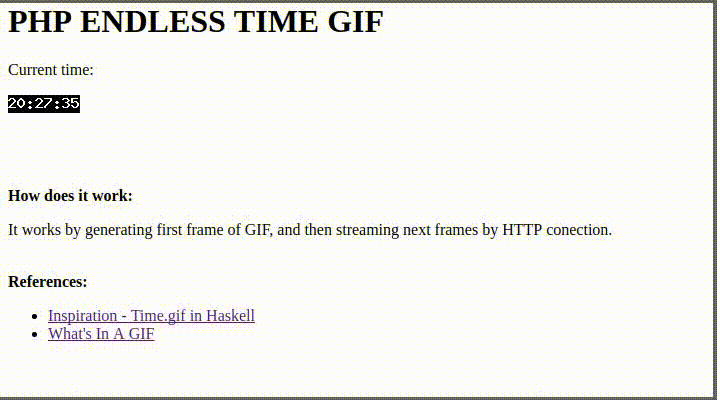 PHP ENDLESS TIME GIF
Current time:
20:27:35
How does it work:
It works by generating first frame of GIF, and then streaming next frames by HTTP conection.
References:
Inspiration - Time.gif in Haskell
What's In A GIF